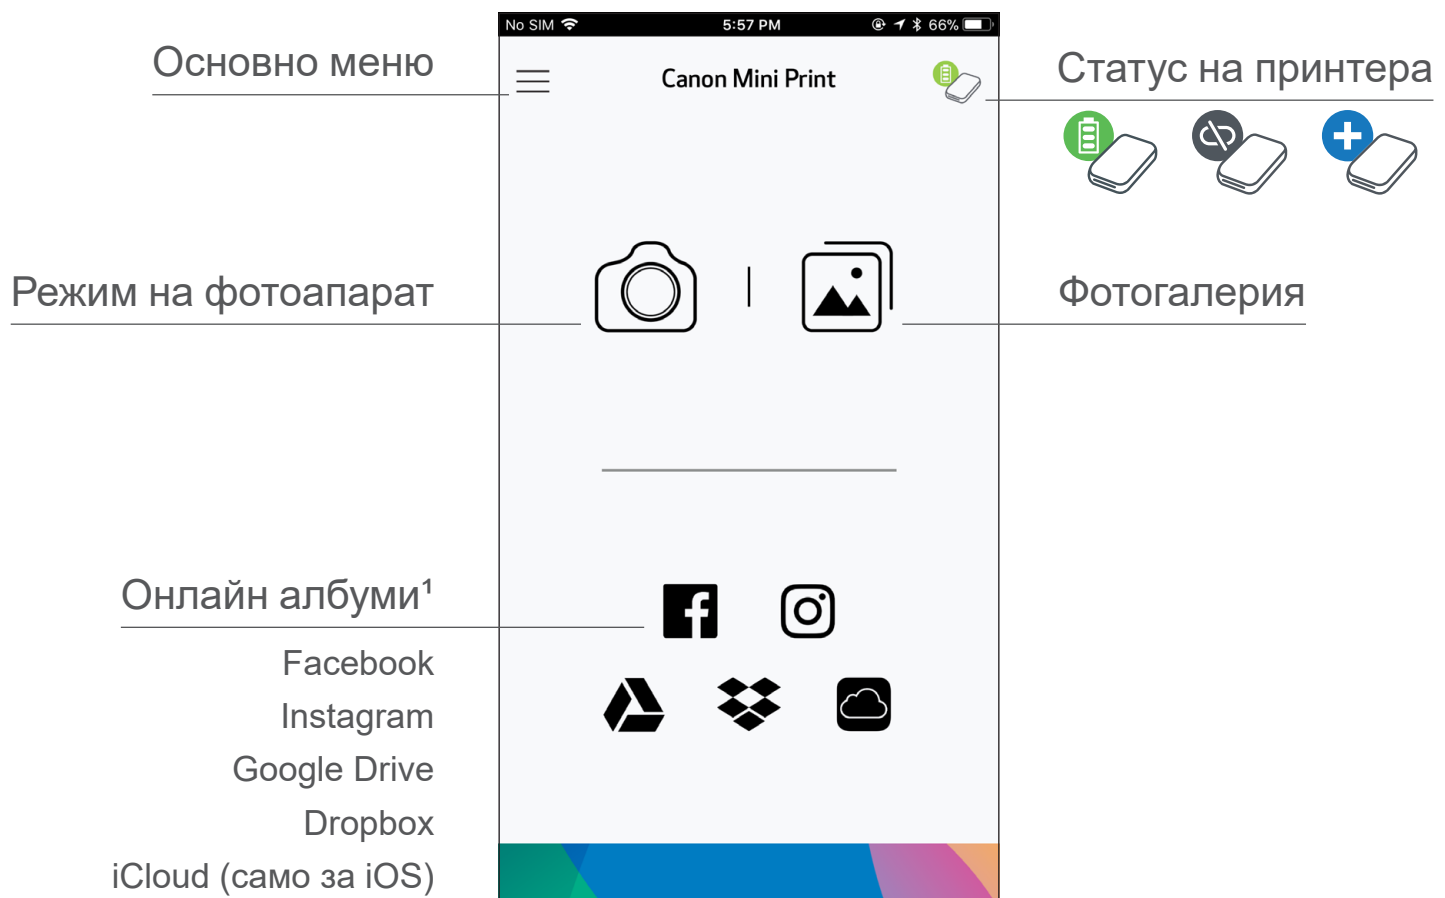 No SIM 5:57 PM 66%
Основно меню
Canon Mini Print
Статус на принтера
Режим на фотоапарат
Фотогалерия
Онлайн албуми¹
Facebook
Instagram
Google Drive
Dropbox
iCloud (само за iOS)